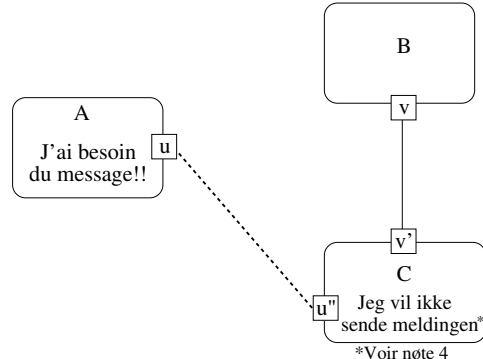 B
v
A
J'ai besoin
du message!!
u
v'
C
u"
Jeg vil ikke
sende meldingen*
*Voir nøte 4